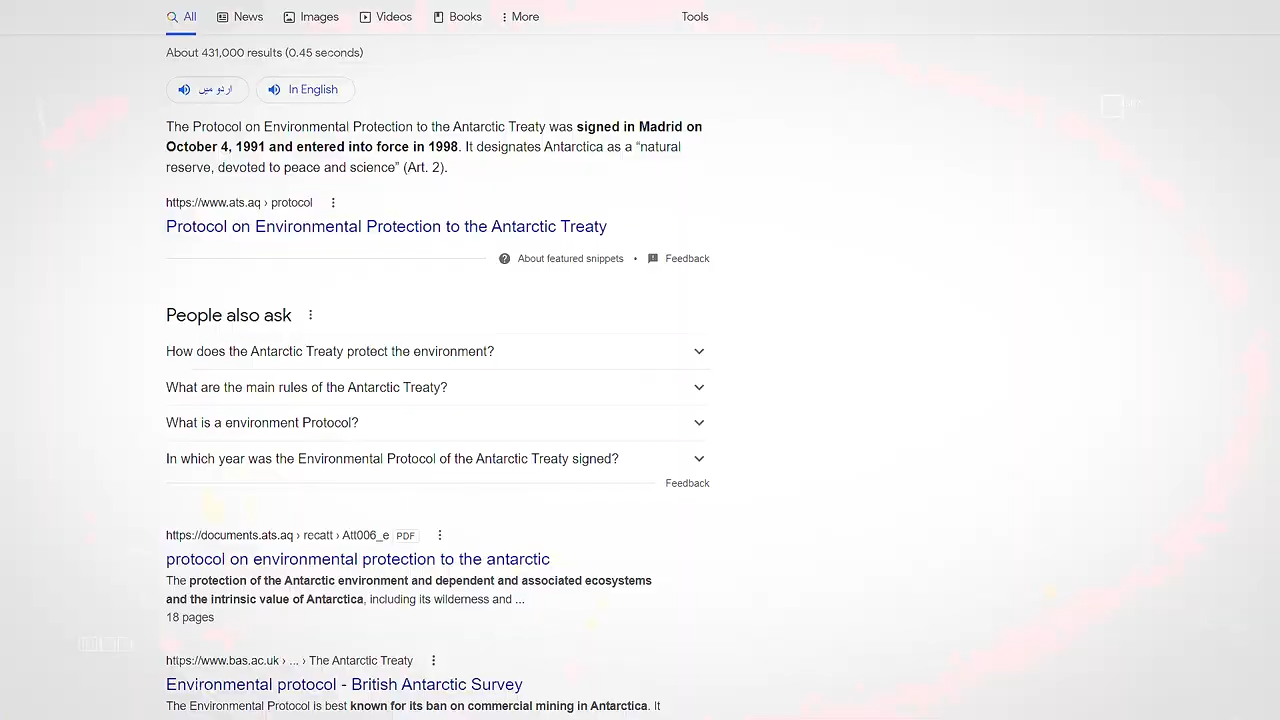 All News Images Videos Books More Tools
About 431,000 results (0.45 seconds)
اردو میں In English
The Protocol on Environmental Protection to the Antarctic Treaty was signed in Madrid on
October 4, 1991 and entered into force in 1998. It designates Antarctica as a “natural
reserve, devoted to peace and science” (Art. 2).
https://www.ats.aq › protocol
Protocol on Environmental Protection to the Antarctic Treaty
About featured snippets • Feedback
People also ask
How does the Antarctic Treaty protect the environment?
What are the main rules of the Antarctic Treaty?
What is a environment Protocol?
In which year was the Environmental Protocol of the Antarctic Treaty signed?
Feedback
https://documents.ats.aq › recatt › Att006_e PDF
protocol on environmental protection to the antarctic
The protection of the Antarctic environment and dependent and associated ecosystems
and the intrinsic value of Antarctica, including its wilderness and ...
18 pages
https://www.bas.ac.uk › ... › The Antarctic Treaty
Environmental protocol - British Antarctic Survey
The Environmental Protocol is best known for its ban on commercial mining in Antarctica. It